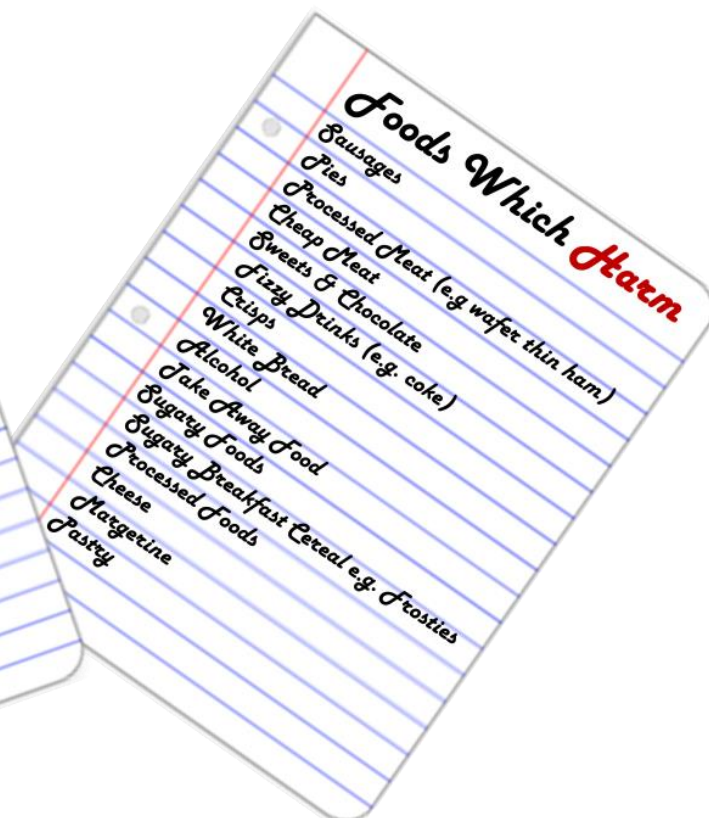 Foods Which Harm
Sausages
Pies
Processed Meat (e.g wafer thin ham)
Cheap Meat
Sweets & Chocolate
Fizzy Drinks (e.g. coke)
Crisps
White Bread
Alcohol
Take Away Food
Sugary Foods
Sugary Breakfast Cereal e.g. Frosties
Processed Foods
Cheese
Margerine
Pastry